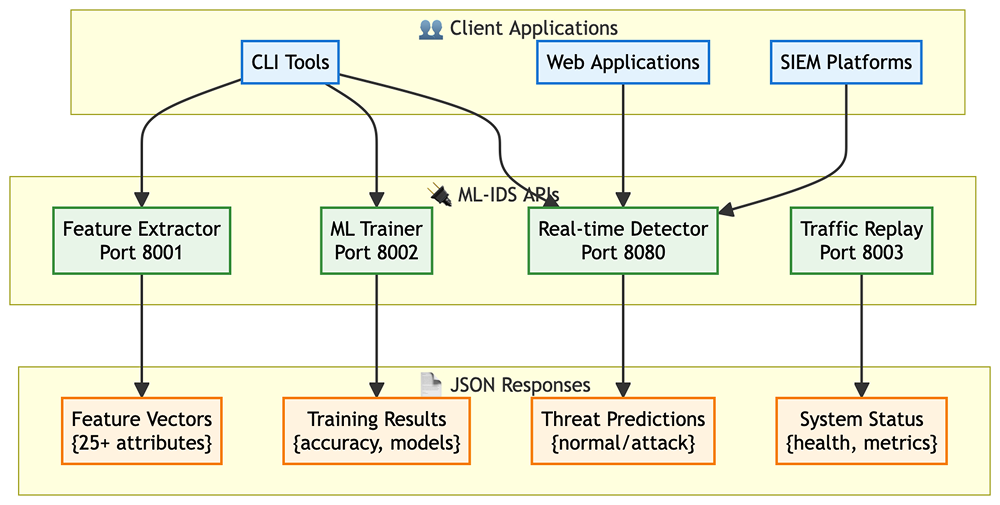 Client Applications
CLI Tools
Web Applications
SIEM Platforms
ML-IDS APIs
Feature Extractor
Port 8001
ML Trainer
Port 8002
Real-time Detector
Port 8080
Traffic Replay
Port 8003
JSON Responses
Feature Vectors
{25+ attributes}
Training Results
{accuracy, models}
Threat Predictions
{normal/attack}
System Status
{health, metrics}